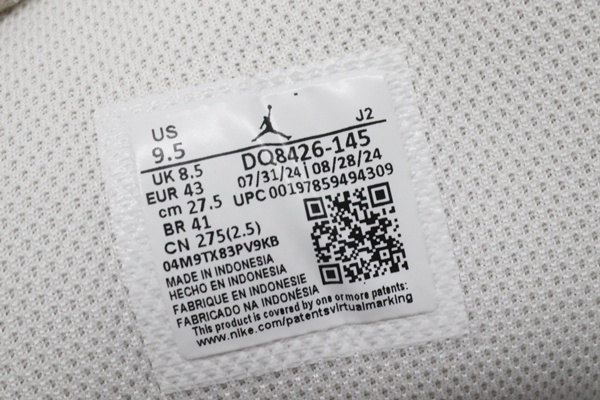 US
9.5
J2
UK 8.5
DQ8426-145
EUR 43
07/31/24 | 08/28/24
cm 27.5
UPC 00197859494309
BR 41
CN 275(2.5)
04M9TX83PV9KB
MADE IN INDONESIA
HECHO EN INDONESIA
FABRIQUE EN INDONESIE
FABRICADO NA INDONÉSIA
This product is covered by one or more patents:
www.nike.com/patentsvirtualmarking